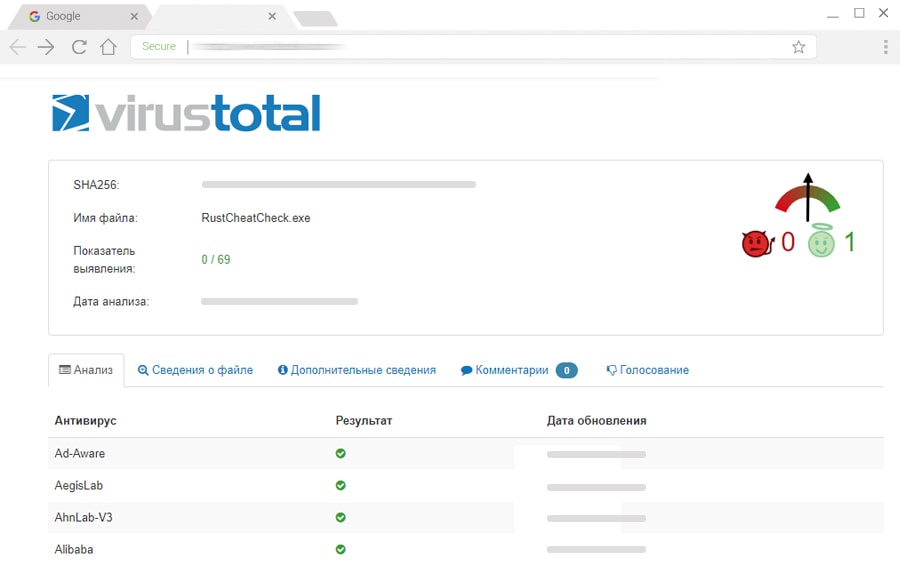 Google
Secure
virustotal
SHA256:
Имя файла: RustCheatCheck.exe
Показатель
выявления: 0 / 69
Дата анализа:
0 1
Анализ Сведения о файле Дополнительные сведения Комментарии 0 Голосование
Антивирус Результат Дата обновления
Ad-Aware
AegisLab
AhnLab-V3
Alibaba